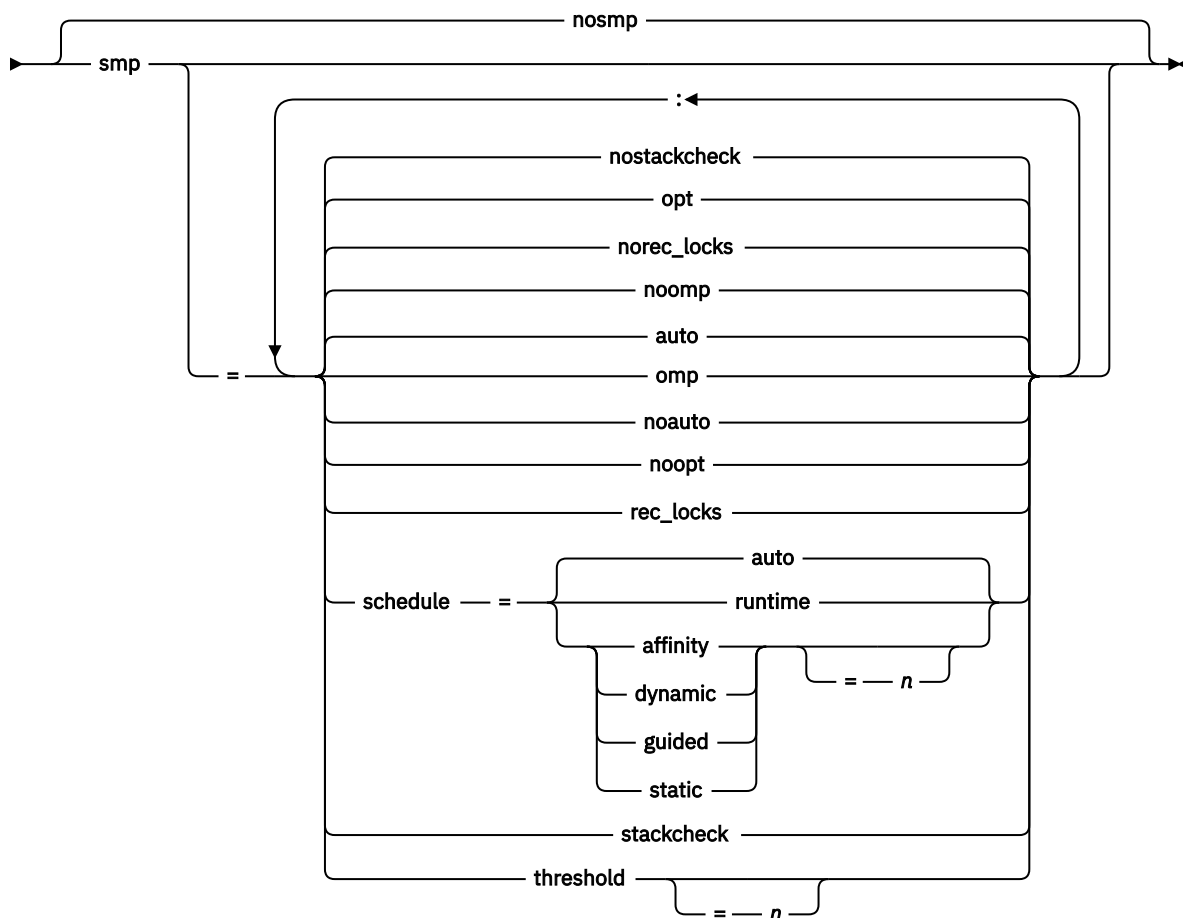 nosmp
smp
:
nostackcheck
opt
norec_locks
noomp
auto
= omp
noauto
noopt
rec_locks
auto
schedule = runtime
affinity
= n
dynamic
guided
static
stackcheck
threshold
= n